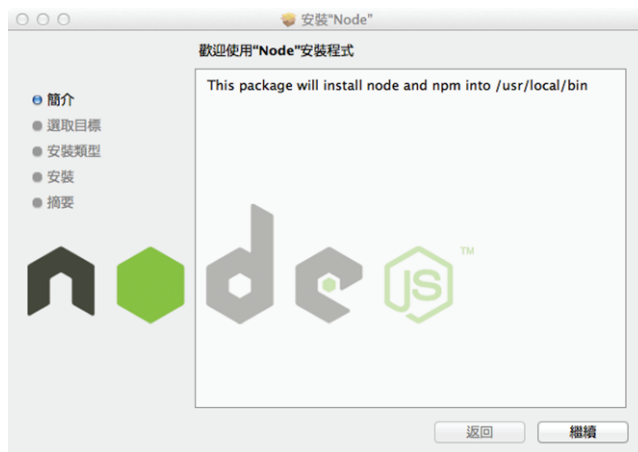 安裝"Node"
歡迎使用"Node"安裝程式
This package will install node and npm into /usr/local/bin
簡介
選取目標
安裝類型
安裝
摘要
node
JS™
返回
繼續